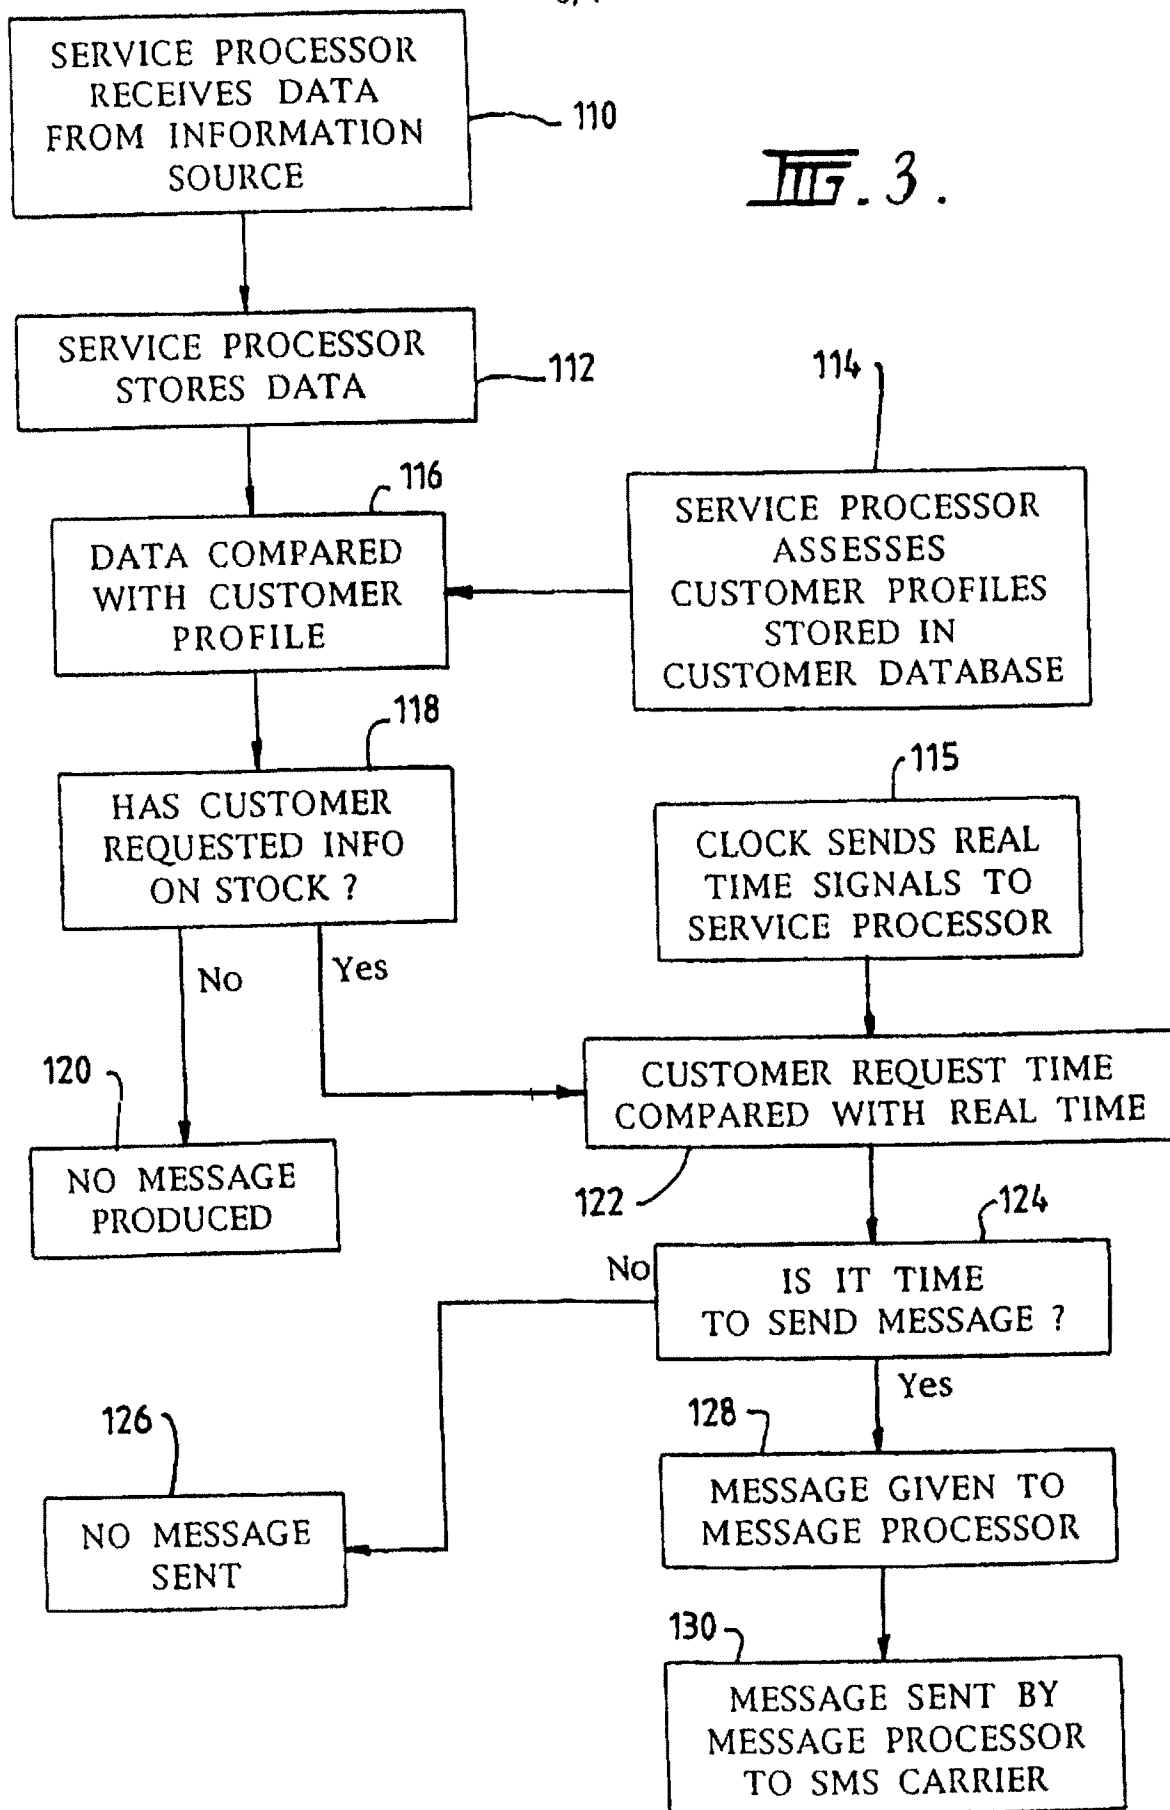 SERVICE PROCESSOR
RECEIVES DATA
FROM INFORMATION
SOURCE
110
FIG. 3.
SERVICE PROCESSOR
STORES DATA
112
114
116
DATA COMPARED
WITH CUSTOMER
PROFILE
SERVICE PROCESSOR
ASSESSES
CUSTOMER PROFILES
STORED IN
CUSTOMER DATABASE
118
HAS CUSTOMER
REQUESTED INFO
ON STOCK ?
115
CLOCK SENDS REAL
TIME SIGNALS TO
SERVICE PROCESSOR
No
Yes
120
NO MESSAGE
PRODUCED
CUSTOMER REQUEST TIME
COMPARED WITH REAL TIME
122
124
No
IS IT TIME
TO SEND MESSAGE ?
Yes
126
NO MESSAGE
SENT
128
MESSAGE GIVEN TO
MESSAGE PROCESSOR
130
MESSAGE SENT BY
MESSAGE PROCESSOR
TO SMS CARRIER